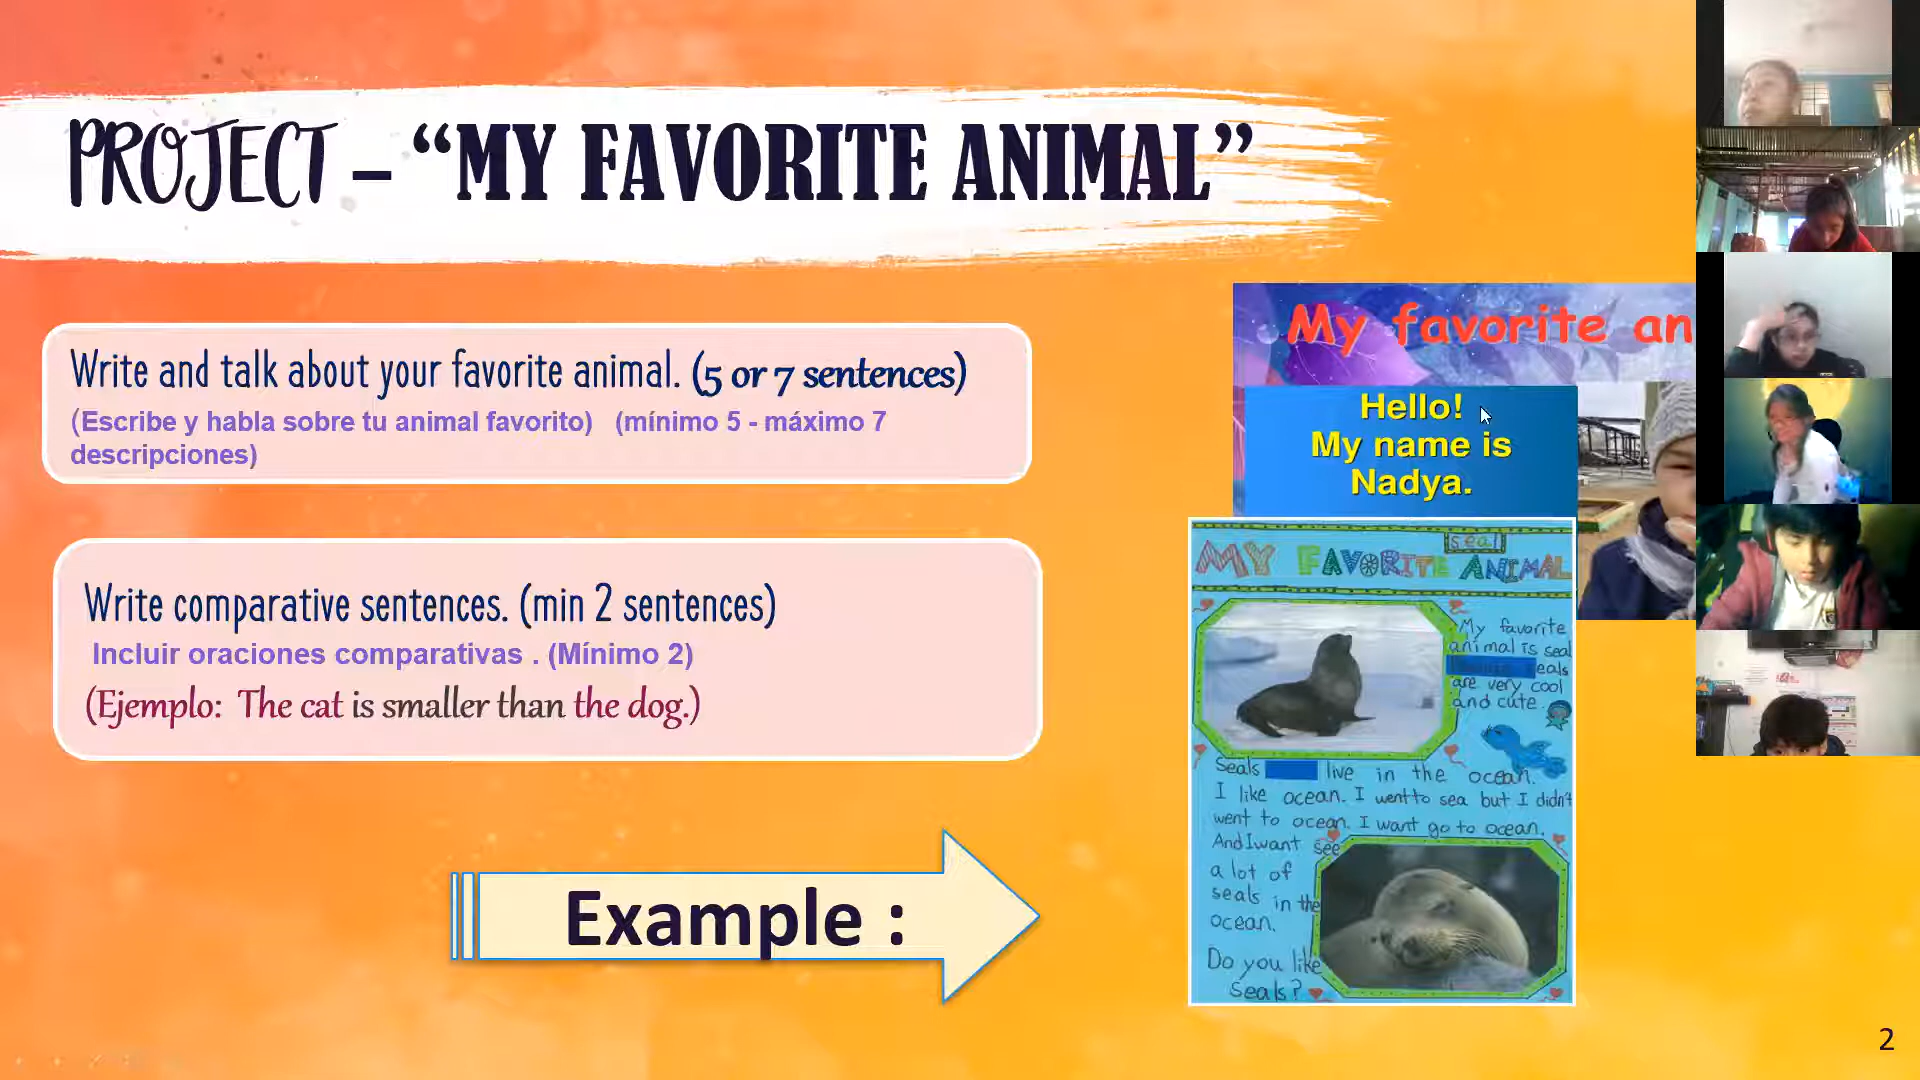 PROJECT – “MY FAVORITE ANIMAL”
Write and talk about your favorite animal. (5 or 7 sentences)
(Escribe y habla sobre tu animal favorito) (mínimo 5 - máximo 7
descripciones)
Write comparative sentences. (min 2 sentences)
Incluir oraciones comparativas . (Mínimo 2)
(Ejemplo: The cat is smaller than the dog.)
Example :
My favorite an
Hello!
My name is
Nadya.
seal
MY FAVORITE ANIMAL
My favorite
animal is seal
seals
are very cool
and cute.
Seals live in the ocean.
I like ocean. I went to sea but I didn't
went to ocean. I want go to ocean.
And I want see
a lot of
seals in the
ocean.
Do you like
seals?
2